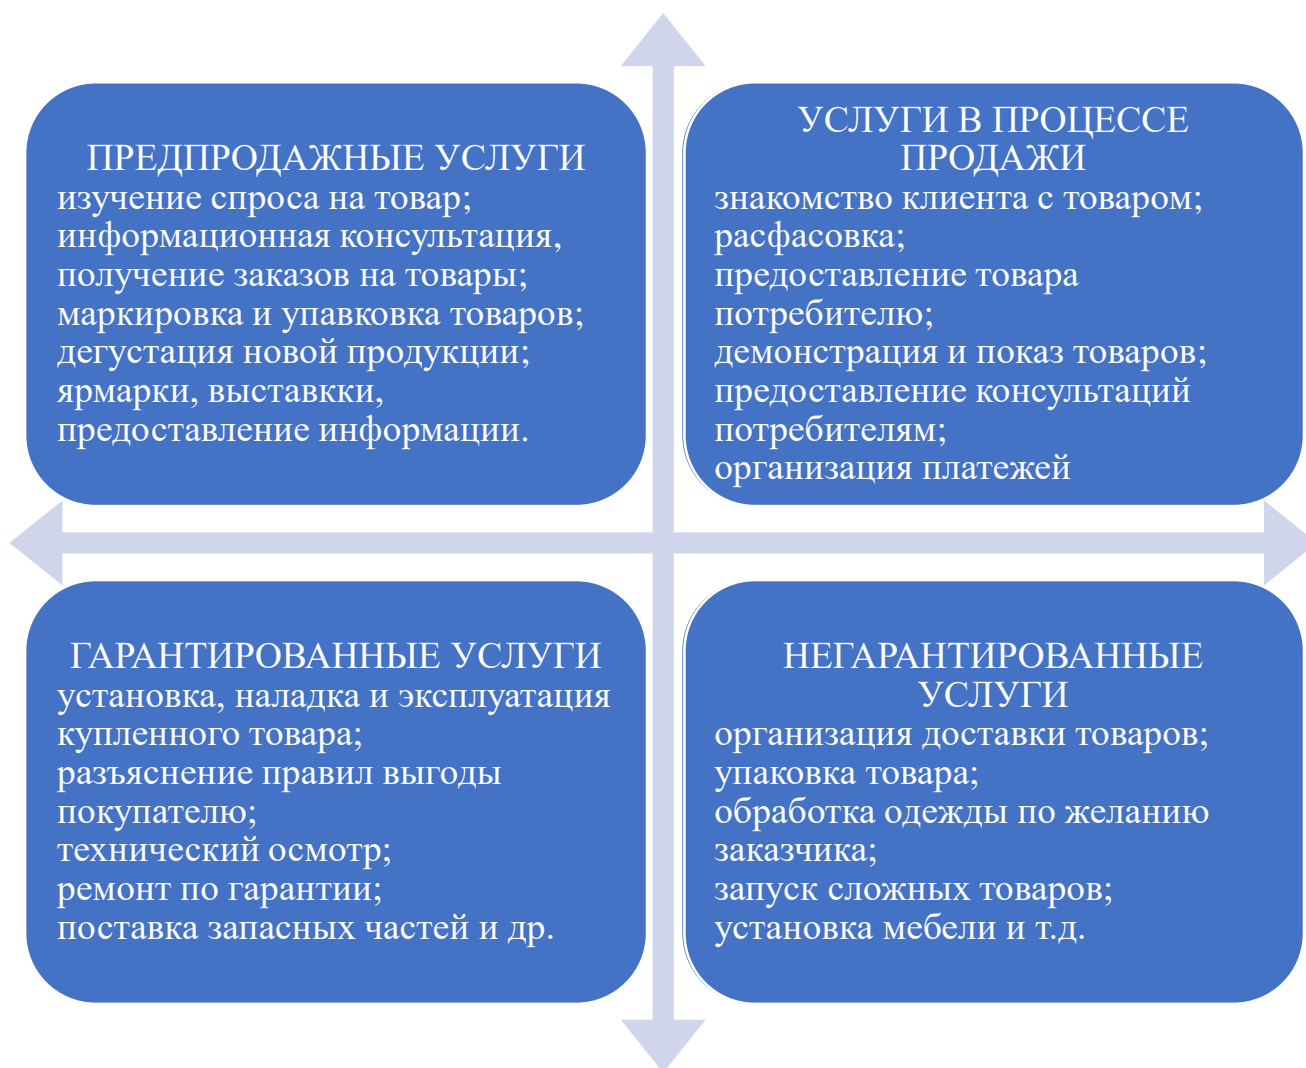 ПРЕДПРОДАЖНЫЕ УСЛУГИ
изучение спроса на товар;
информационная консультация,
получение заказов на товары;
маркировка и упавковка товаров;
дегустация новой продукции;
ярмарки, выставкки,
предоставление информации.
УСЛУГИ В ПРОЦЕССЕ
ПРОДАЖИ
знакомство клиента с товаром;
расфасовка;
предоставление товара
потребителю;
демонстрация и показ товаров;
предоставление консультаций
потребителям;
организация платежей
ГАРАНТИРОВАННЫЕ УСЛУГИ
установка, наладка и эксплуатация
купленного товара;
разъяснение правил выгоды
покупателю;
технический осмотр;
ремонт по гарантии;
поставка запасных частей и др.
НЕГАРАНТИРОВАННЫЕ
УСЛУГИ
организация доставки товаров;
упаковка товара;
обработка одежды по желанию
заказчика;
запуск сложных товаров;
установка мебели и т.д.